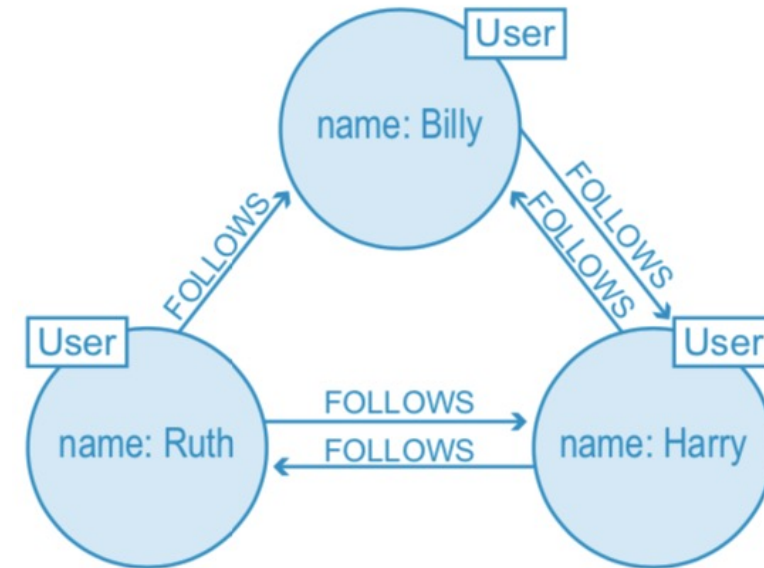 User
name: Billy
FOLLOWS
FOLLOWS
FOLLOWS
User
User
FOLLOWS
FOLLOWS
name: Ruth
name: Harry